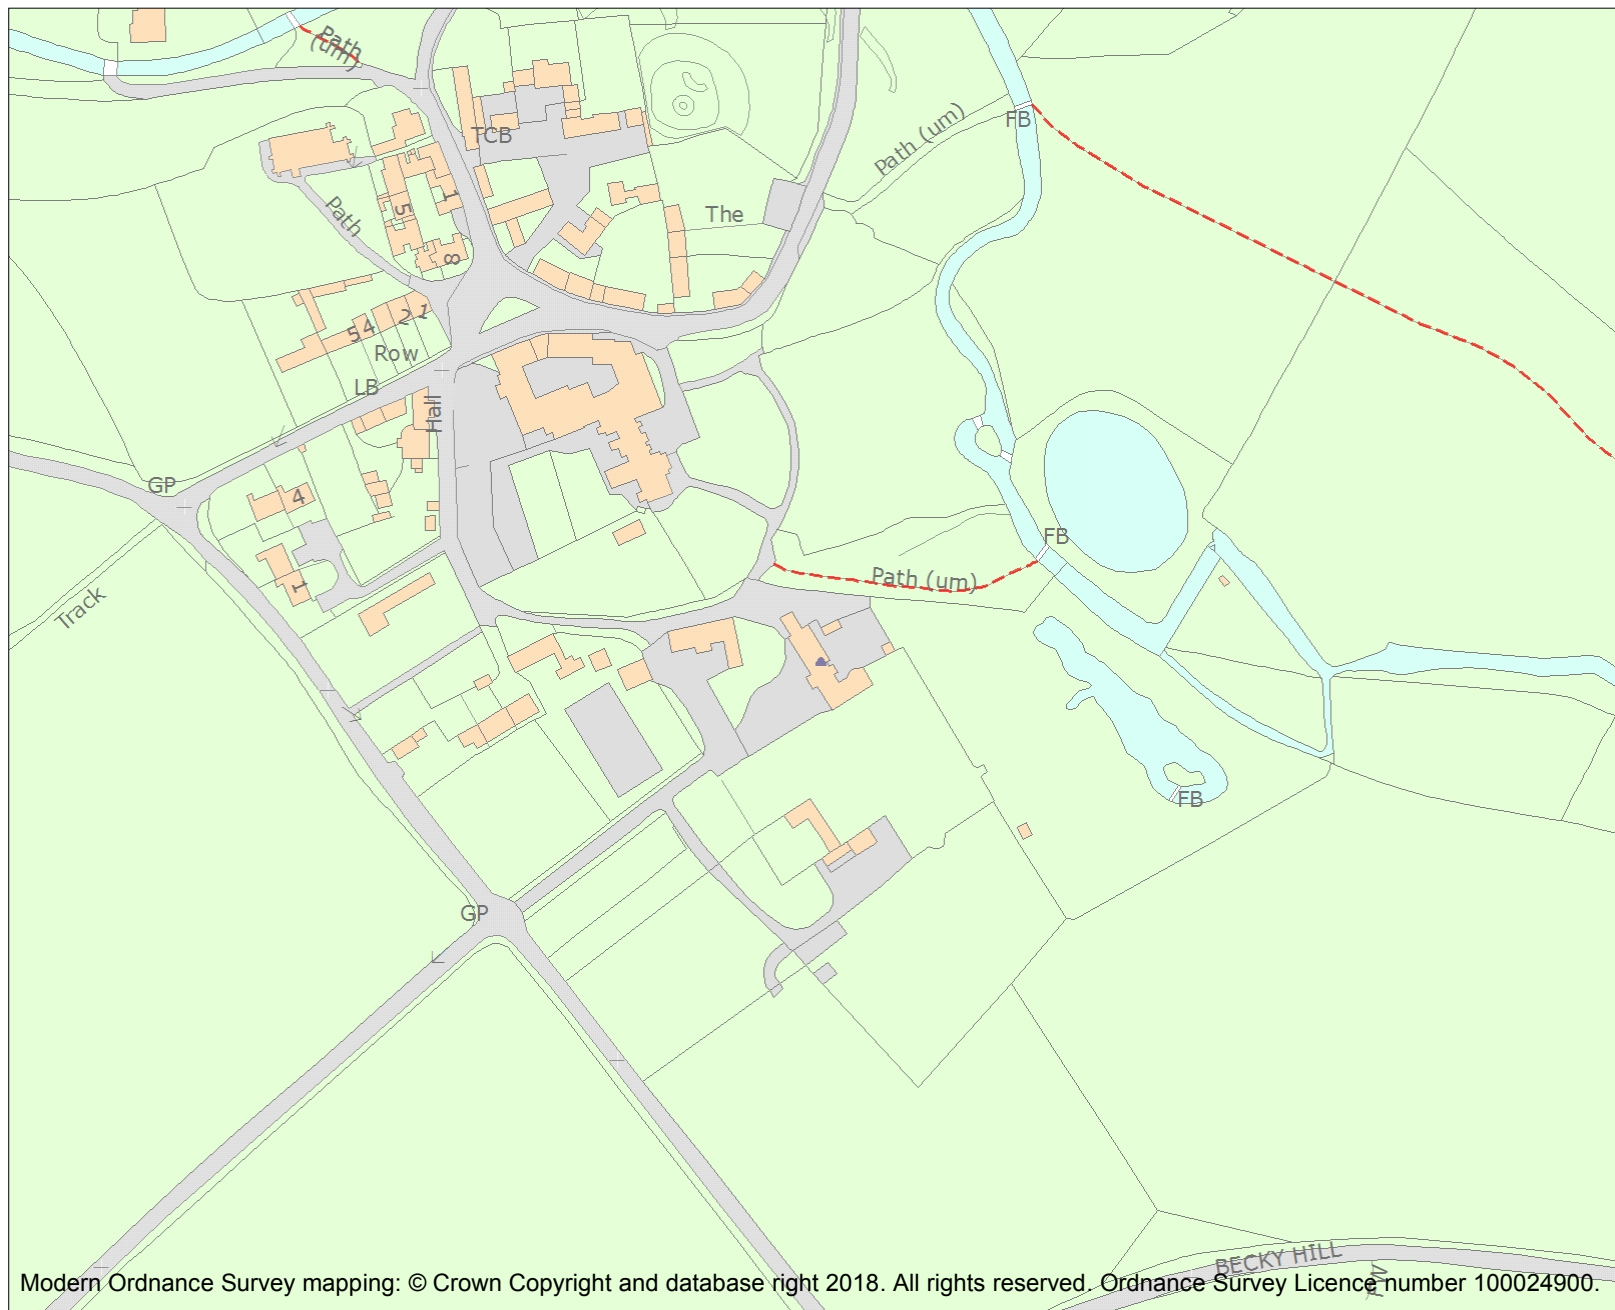 Path
(um)
FB
TCB
Path (um)
1
5
The
Path
8
1
2
54
Row
LB
Hall
GP
4
FB
Path (um)
1
Track
FB
GP
BECKY HILL
Modern Ordnance Survey mapping: © Crown Copyright and database right 2018. All rights reserved. Ordnance Survey Licence number 100024900.